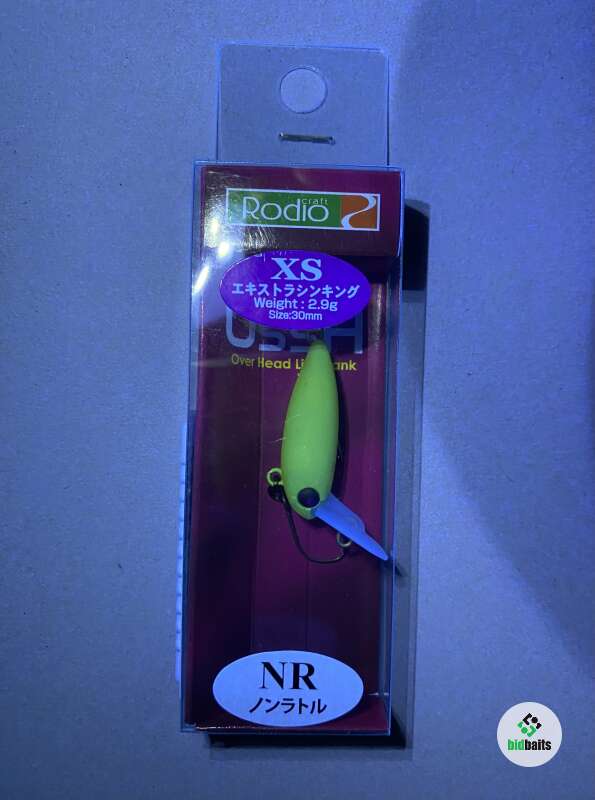 craft
Rodio
XS
エキストラシンキング
Weight : 2.9g
Size:30mm
Over Head
NR
ノンラトル
bidbaits